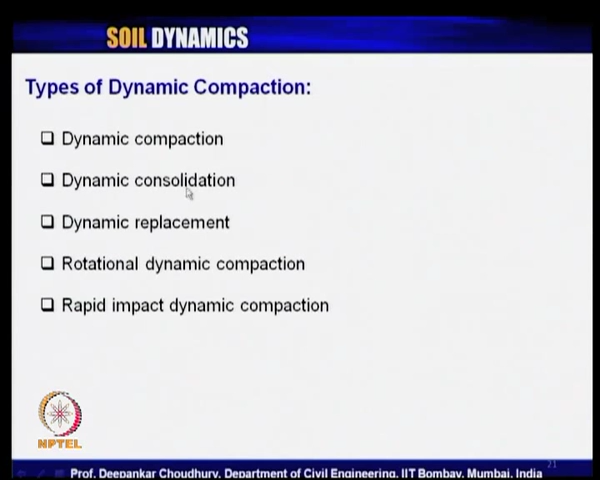 SOIL DYNAMICS
Types of Dynamic Compaction:
Dynamic compaction
Dynamic consolidation
Dynamic replacement
Rotational dynamic compaction
Rapid impact dynamic compaction
NPTEL
21
Prof. Deepankar Choudhury, Department of Civil Engineering, IIT Bombay, Mumbai, India